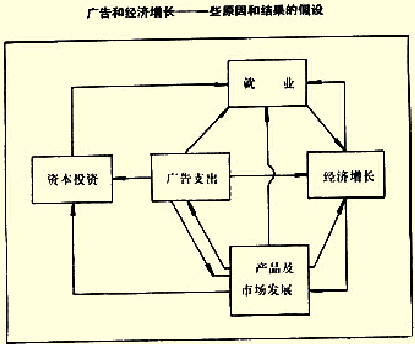 广告和经济增长——些原因和结果的假设
就 业
资本投资
广告支出
经济增长
产品及
市场发展